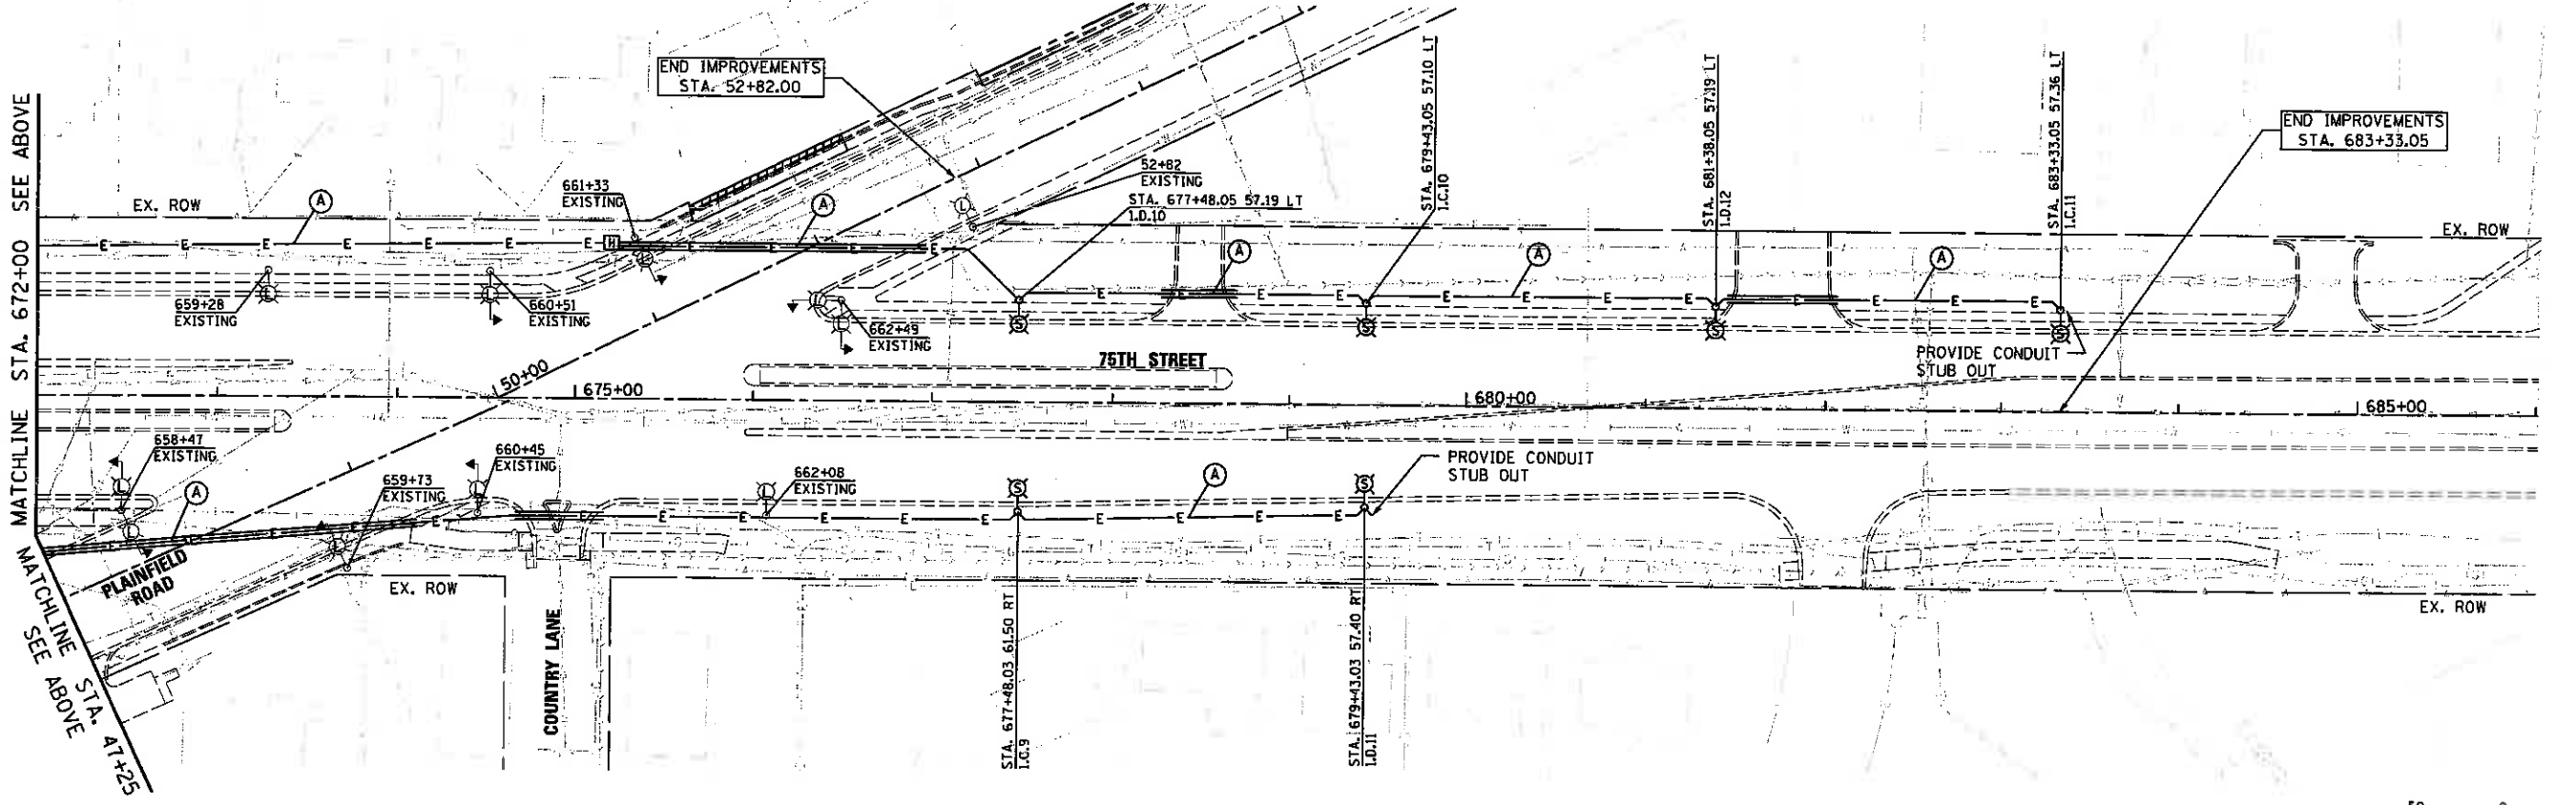 END IMPROVEMENTS
STA. 52+82.00
MATCHLINE STA. 672+00 SEE ABOVE
EX. ROW
A
661+33
EXISTING
A
52+82
EXISTING
STA. 677+48.05 57.19 LT
1.D.10
STA. 679+43.05 57.10 LT
1.C.10
STA. 681+38.05 57.19 LT
1.D.12
STA. 683+33.05 57.36 LT
1.C.11
END IMPROVEMENTS
STA. 683+33.05
EX. ROW
L
E E E E E E E H E E E E
A
A
A
E E E E E E E E E E E E
659+28
EXISTING
L
L
660+51
EXISTING
L
L
662+49
EXISTING
S
S
S
S
PROVIDE CONDUIT
STUB OUT
75TH STREET
50+00
675+00
680+00
685+00
658+47
EXISTING
L
A
L
659+73
EXISTING
L
L
660+45
EXISTING
L
662+08
EXISTING
S
A
S
PROVIDE CONDUIT
STUB OUT
E E E E E E E E E E E
PLAINFIELD
ROAD
EX. ROW
EX. ROW
COUNTRY LANE
STA. 677+48.03 61.50 RT
1.C.9
STA. 679+43.03 57.40 RT
1.D.11
MATCHLINE STA. 47+25
SEE ABOVE